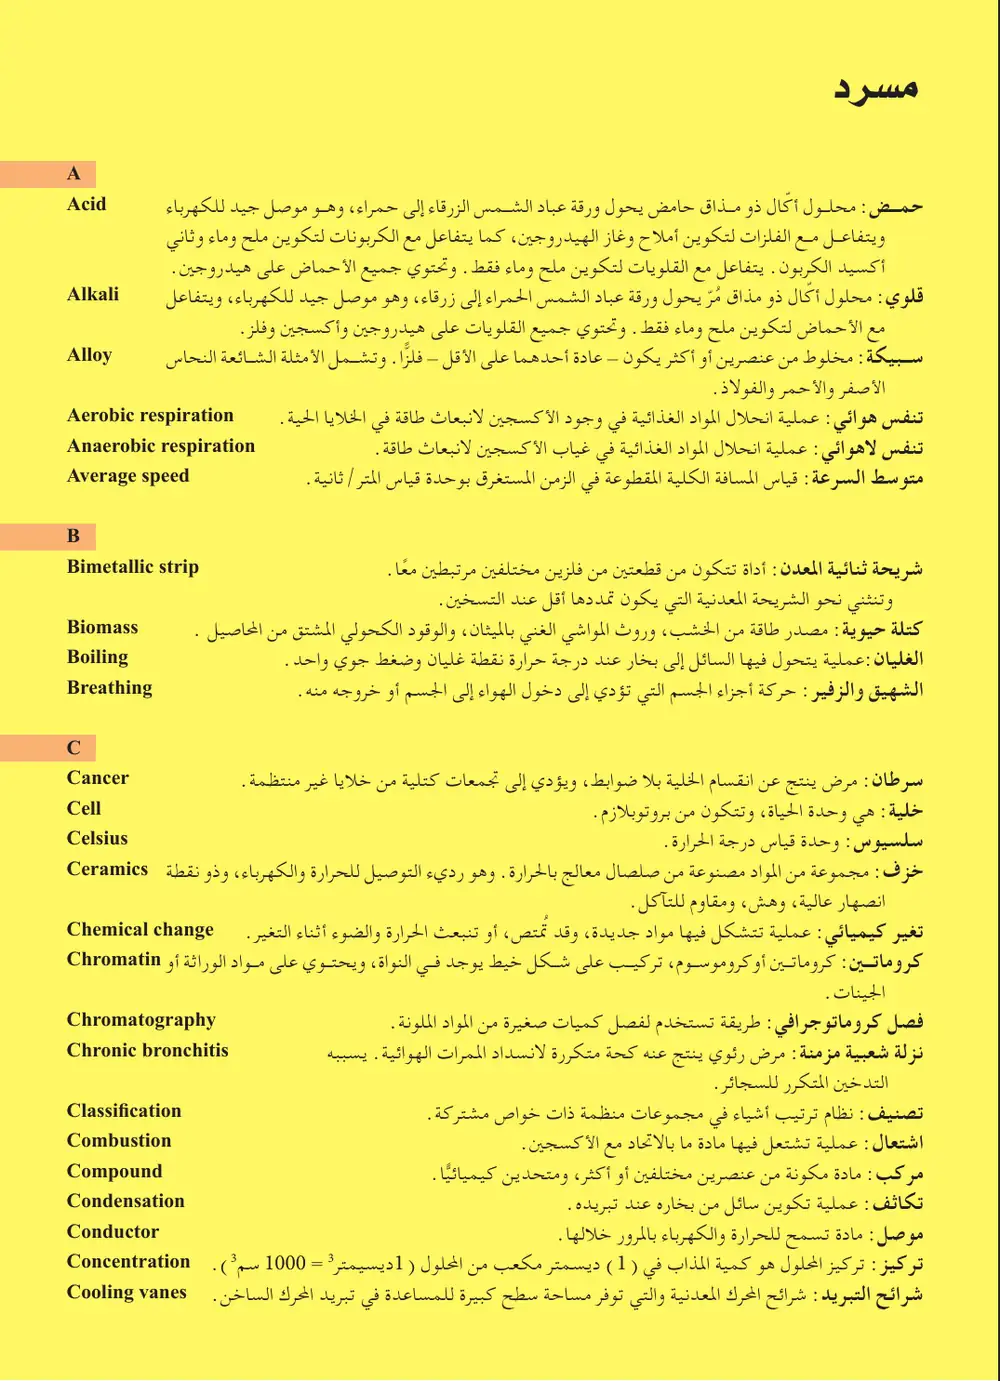 مسرد
A
Acid حمـض: محلـول أكّال ذو مـذاق حامض يحول ورقة عباد الشـمس الزرقاء إلى حمراء، وهـو موصل جيد للكهرباء
ويتفاعـل مـع الفلزات لتكوين أملاح وغاز الهيدروجين، كما يتفاعل مع الكربونات لتكوين ملح وماء وثاني
أكسيد الكربون. يتفاعل مع القلويات لتكوين ملح وماء فقط. وتحتوي جميع الأحماض على هيدروجين.
Alkali قلوي: محلول أكّال ذو مذاق مُرّ يحول ورقة عباد الشمس الحمراء إلى زرقاء، وهو موصل جيد للكهرباء، ويتفاعل
مع الأحماض لتكوين ملح وماء فقط. وتحتوي جميع القلويات على هيدروجين وأكسجين وفلز.
Alloy سـبيكة: مخلوط من عنصرين أو أكثر يكون – عادة أحدهما على الأقل – فلزًّا. وتشـمل الأمثلة الشـائعة النحاس
الأصفر والأحمر والفولاذ.
Aerobic respiration تنفس هوائي: عملية انحلال المواد الغذائية في وجود الأكسجين لانبعاث طاقة في الخلايا الحية.
Anaerobic respiration تنفس لاهوائي: عملية انحلال المواد الغذائية في غياب الأكسجين لانبعاث طاقة.
Average speed متوسط السرعة: قياس المسافة الكلية المقطوعة في الزمن المستغرق بوحدة قياس المتر/ثانية.
B
Bimetallic strip شريحة ثنائية المعدن: أداة تتكون من قطعتين من فلزين مختلفين مرتبطين معًا.
وتنثني نحو الشريحة المعدنية التي يكون تمددها أقل عند التسخين.
Biomass كتلة حيوية: مصدر طاقة من الخشب، وروث المواشي الغني بالميثان، والوقود الكحولي المشتق من المحاصيل .
Boiling الغليان:عملية يتحول فيها السائل إلى بخار عند درجة حرارة نقطة غليان وضغط جوي واحد.
Breathing الشهيق والزفير: حركة أجزاء الجسم التي تؤدي إلى دخول الهواء إلى الجسم أو خروجه منه.
C
Cancer سرطان: مرض ينتج عن انقسام الخلية بلا ضوابط، ويؤدي إلى تجمعات كتلية من خلايا غير منتظمة.
Cell خلية: هي وحدة الحياة، وتتكون من بروتوبلازم.
Celsius سلسيوس: وحدة قياس درجة الحرارة.
Ceramics خزف: مجموعة من المواد مصنوعة من صلصال معالج بالحرارة. وهو رديء التوصيل للحرارة والكهرباء، وذو نقطة
انصهار عالية، وهش، ومقاوم للتآكل.
Chemical change تغير كيميائي: عملية تتشكل فيها مواد جديدة، وقد تُمتص، أو تنبعث الحرارة والضوء أثناء التغير.
Chromatin كروماتـين: كروماتـين أوكروموسـوم، تركيـب على شـكل خيط يوجد فـي النواة، ويحتـوي على مـواد الوراثة أو
الجينات.
Chromatography فصل كروماتوجرافي: طريقة تستخدم لفصل كميات صغيرة من المواد الملونة.
Chronic bronchitis نزلة شعبية مزمنة: مرض رئوي ينتج عنه كحة متكررة لانسداد الممرات الهوائية. يسببه
التدخين المتكرر للسجائر.
Classification تصنيف: نظام ترتيب أشياء في مجموعات منظمة ذات خواص مشتركة.
Combustion اشتعال: عملية تشتعل فيها مادة ما بالاتحاد مع الأكسجين.
Compound مركب: مادة مكونة من عنصرين مختلفين أو أكثر، ومتحدين كيميائيًّا.
Condensation تكاثف: عملية تكوين سائل من بخاره عند تبريده.
Conductor موصل: مادة تسمح للحرارة والكهرباء بالمرور خلالها.
Concentration تركيز: تركيز المحلول هو كمية المذاب في (1) ديسمتر مكعب من المحلول (1ديسيمتر³ = 1000 سم³).
Cooling vanes شرائح التبريد: شرائح المحرك المعدنية والتي توفر مساحة سطح كبيرة للمساعدة في تبريد المحرك الساخن.